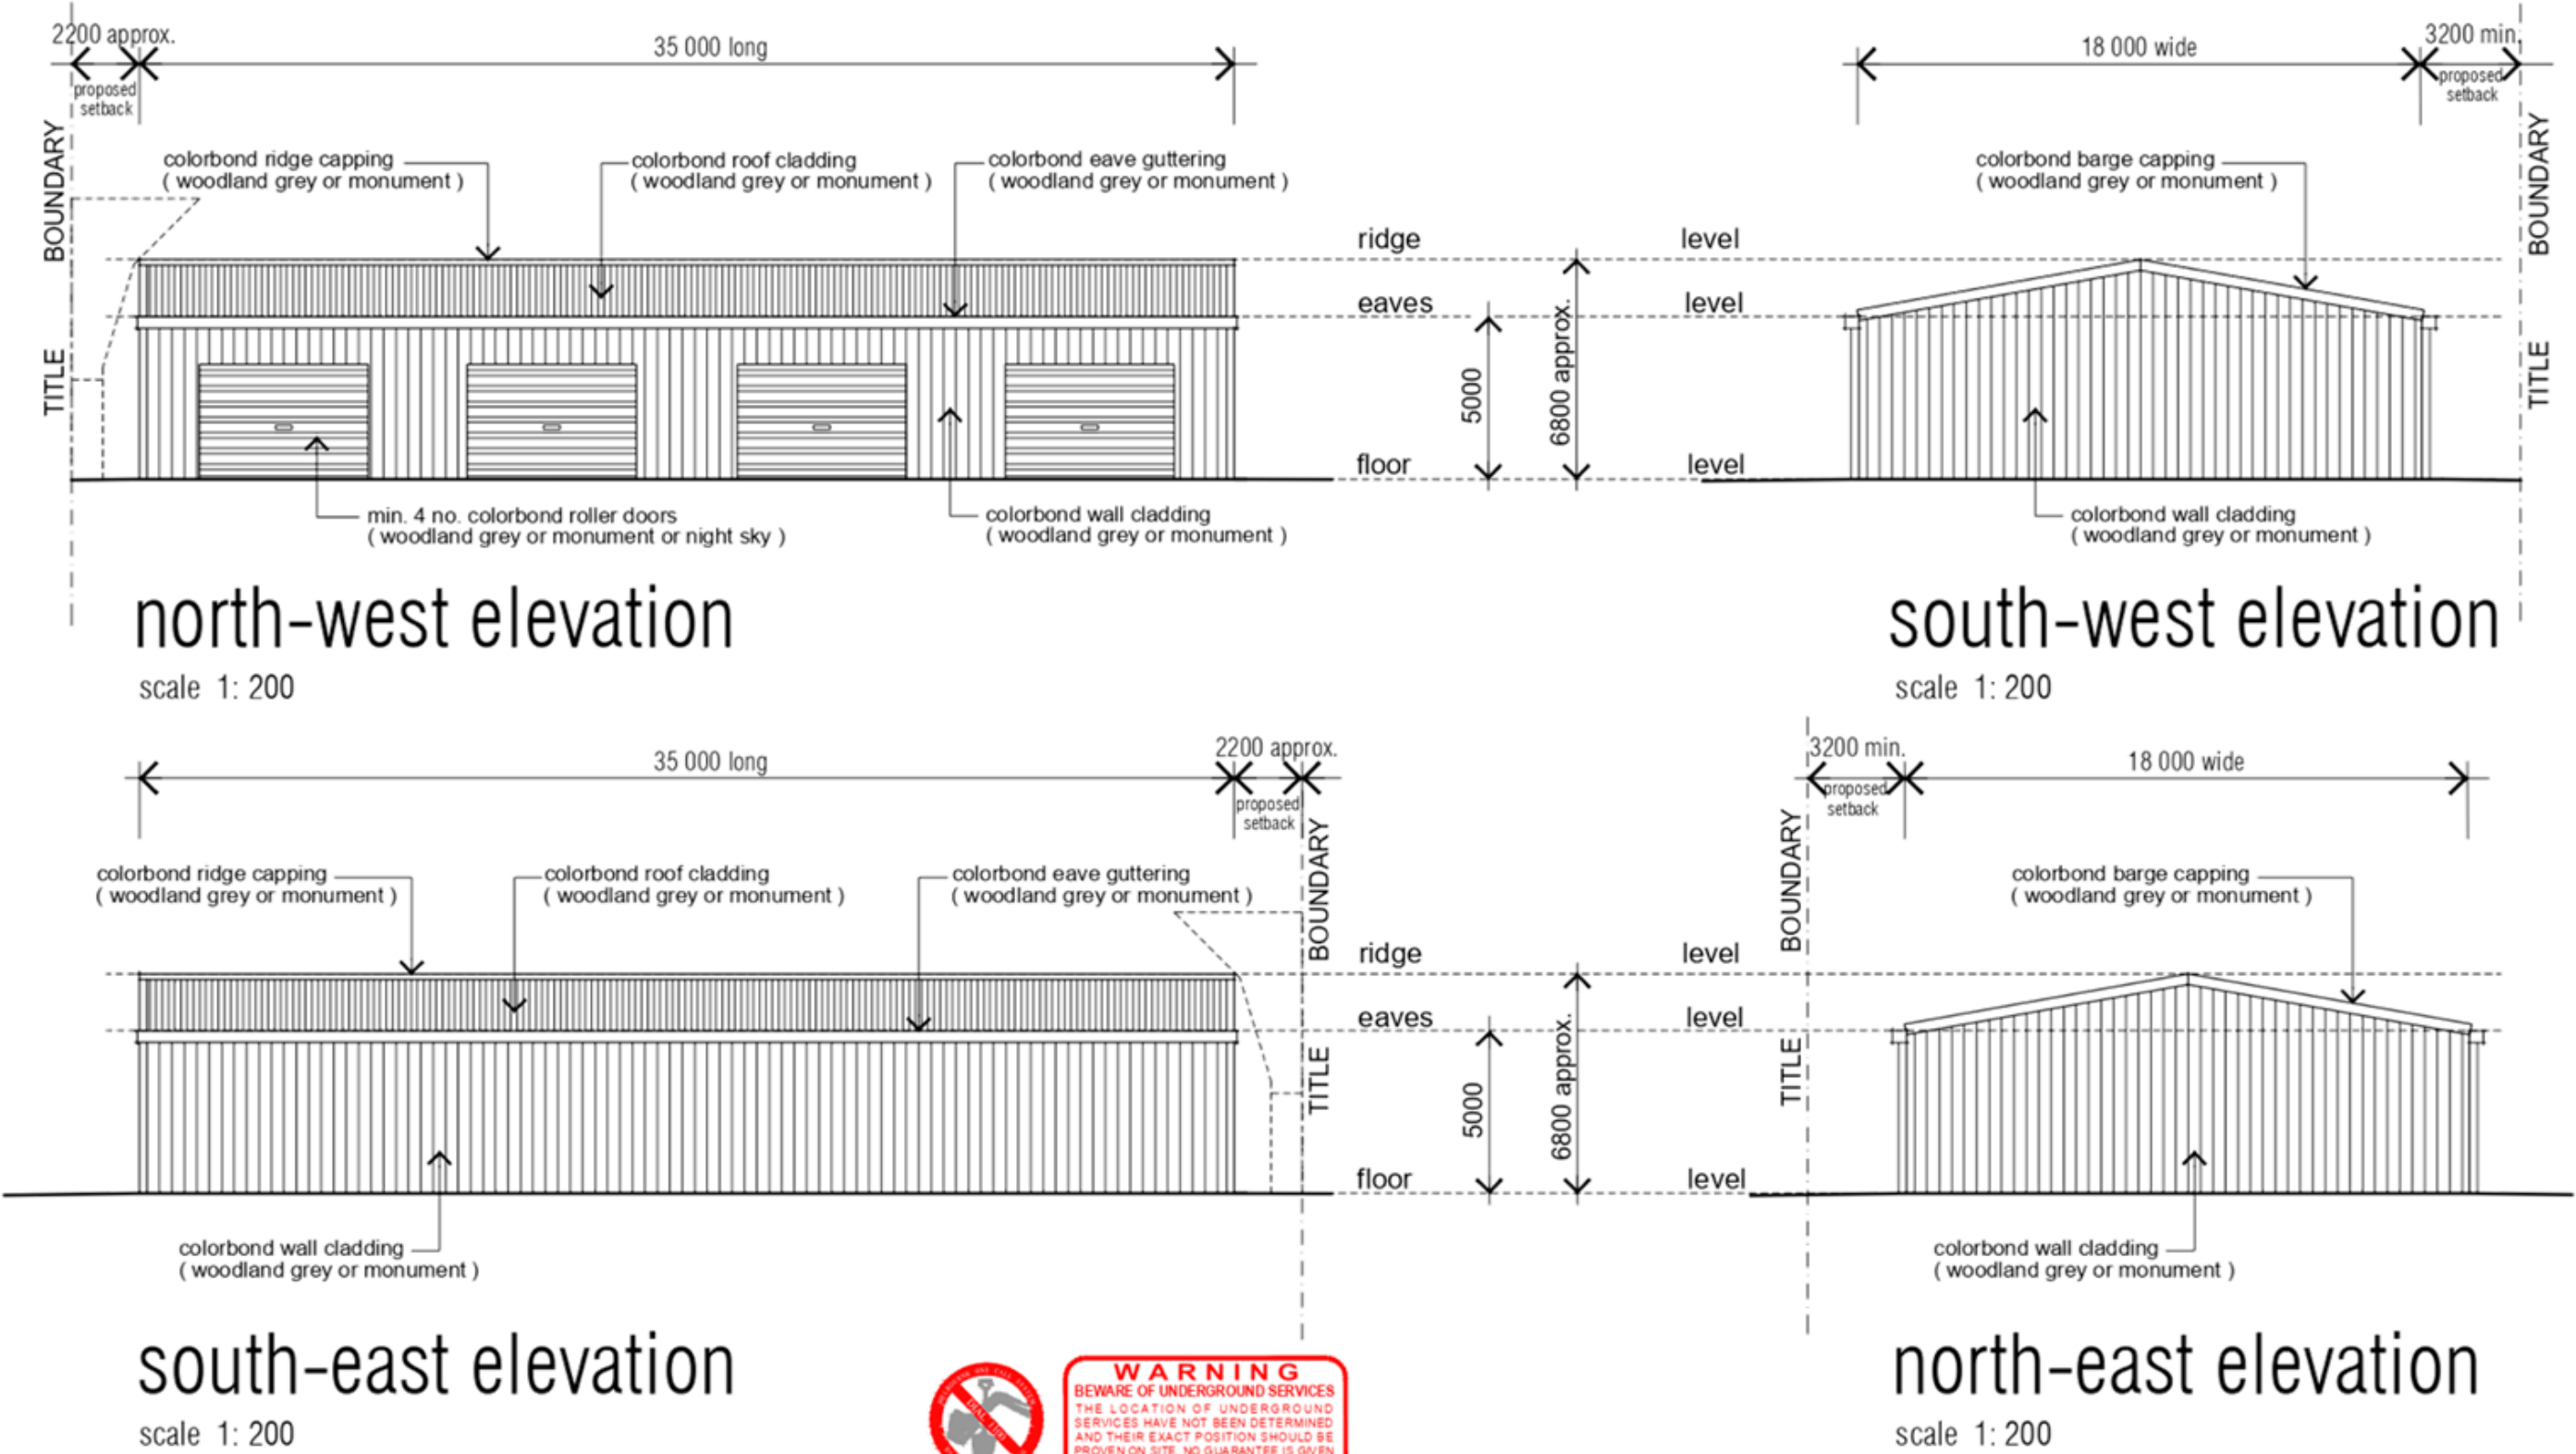 2200 approx.
35 000 long
proposed
setback
18 000 wide
3200 min.
proposed
setback
TITLE BOUNDARY
colorbond ridge capping
( woodland grey or monument )
colorbond roof cladding
( woodland grey or monument )
colorbond eave guttering
( woodland grey or monument )
colorbond barge capping
( woodland grey or monument )
TITLE BOUNDARY
ridge level
eaves level
5000
6800 approx.
floor level
min. 4 no. colorbond roller doors
( woodland grey or monument or night sky )
colorbond wall cladding
( woodland grey or monument )
colorbond wall cladding
( woodland grey or monument )
north-west elevation
scale 1: 200
south-west elevation
scale 1: 200
35 000 long
2200 approx.
proposed
setback
3200 min.
proposed
setback
18 000 wide
colorbond ridge capping
( woodland grey or monument )
colorbond roof cladding
( woodland grey or monument )
colorbond eave guttering
( woodland grey or monument )
TITLE BOUNDARY
TITLE BOUNDARY
colorbond barge capping
( woodland grey or monument )
ridge level
eaves level
5000
6800 approx.
floor level
colorbond wall cladding
( woodland grey or monument )
colorbond wall cladding
( woodland grey or monument )
south-east elevation
scale 1: 200
DIAL 1100
WARNING
BEWARE OF UNDERGROUND SERVICES
THE LOCATION OF UNDERGROUND
SERVICES HAVE NOT BEEN DETERMINED
AND THEIR EXACT POSITION SHOULD BE
PROVEN ON SITE. NO GUARANTEE IS GIVEN
north-east elevation
scale 1: 200